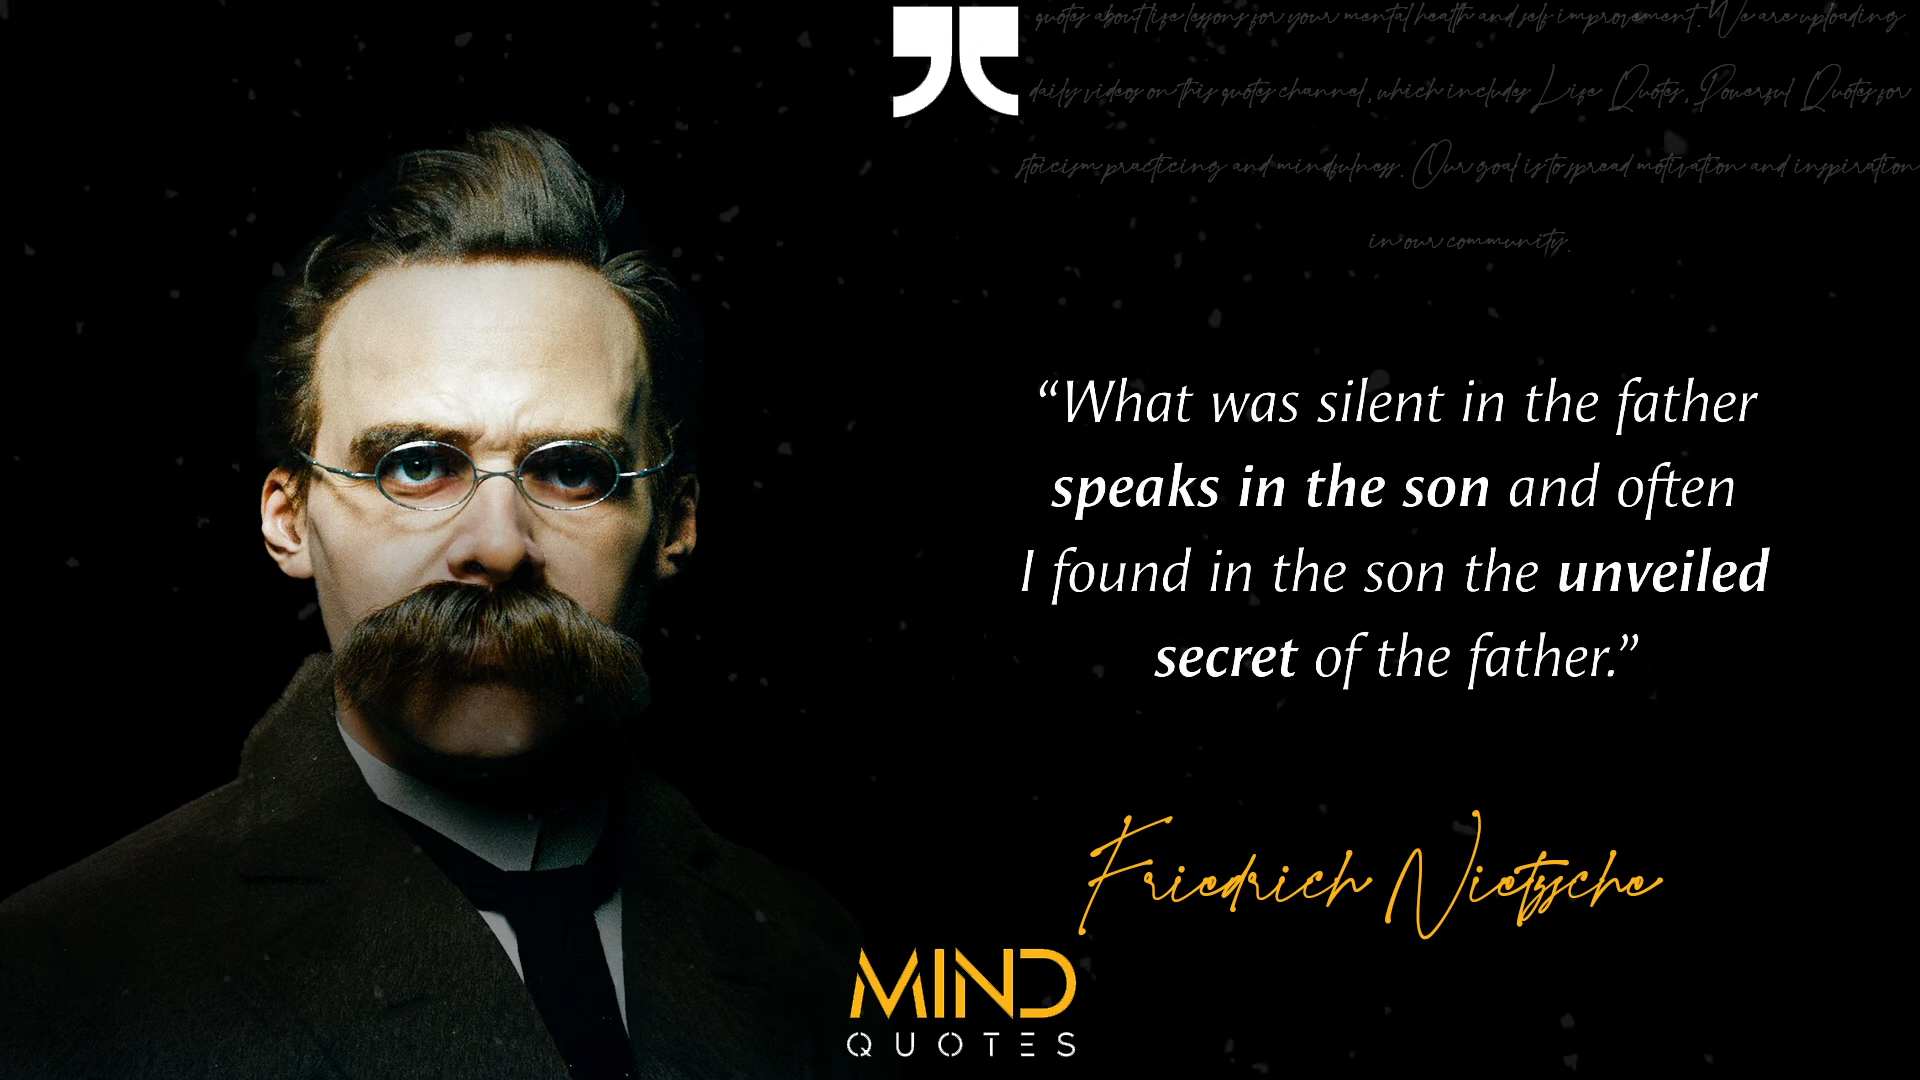 quotes about life lessons for your mental health and self improvement. We are uploading
daily videos on this quotes channel, which includes Life Quotes, Powerful Quotes for
stoicism practicing and mindfulness. Our goal is to spread motivation and inspiration
in our community.
“What was silent in the father
speaks in the son and often
I found in the son the unveiled
secret of the father.”
Friedrich Nietzsche
MIND
QUOTES